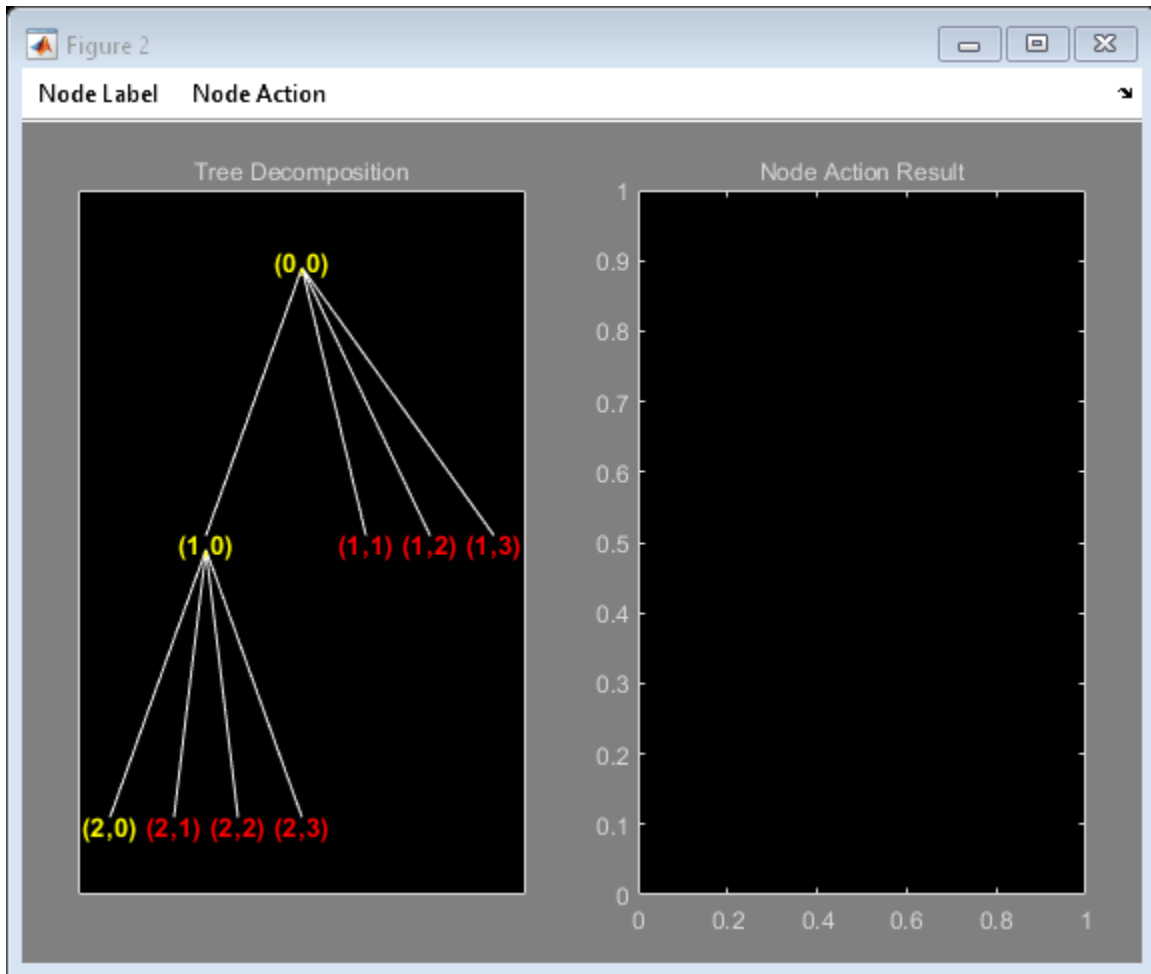 Figure 2
Node Label Node Action
Tree Decomposition
(0,0)
(1,0) (1,1) (1,2) (1,3)
(2,0) (2,1) (2,2) (2,3)
Node Action Result
1
0.9
0.8
0.7
0.6
0.5
0.4
0.3
0.2
0.1
0
0 0.2 0.4 0.6 0.8 1